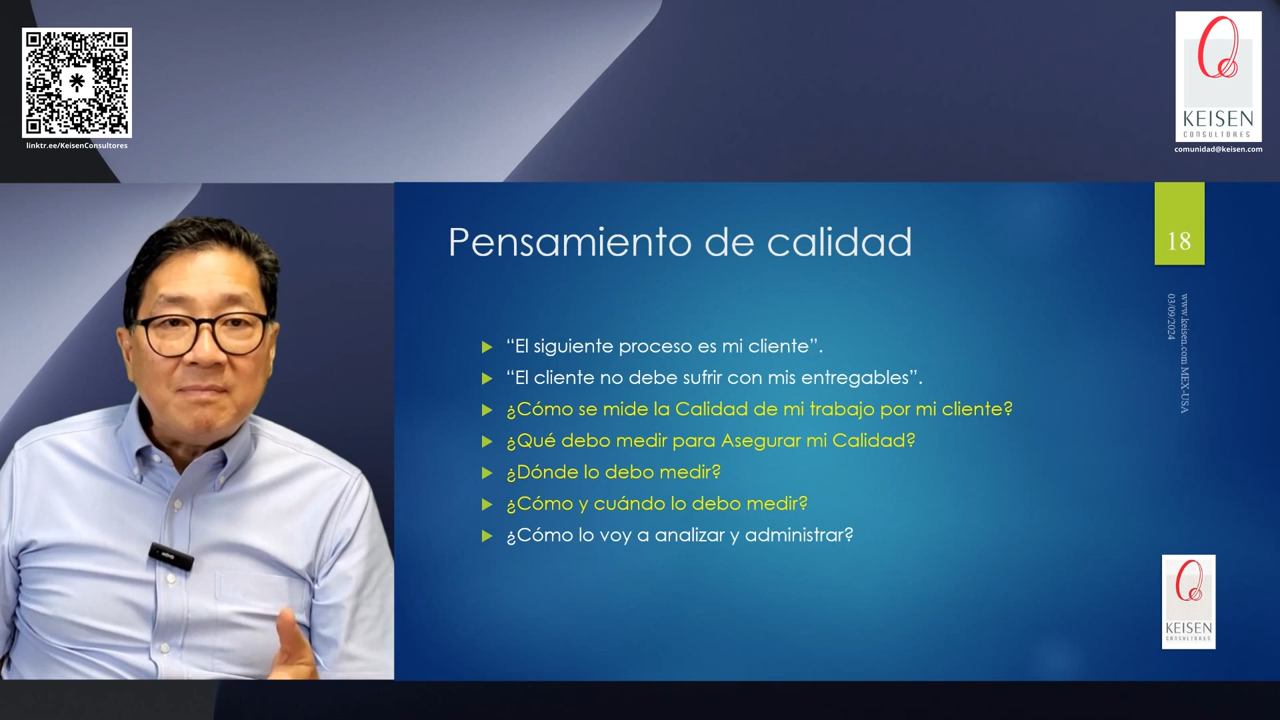 linktr.ee/KeisenConsultores
Q
KEISEN
CONSULTORES
comunidad@keisen.com
Pensamiento de calidad
18
www.keisen.com MEX-USA
03/09/2024
“El siguiente proceso es mi cliente”.
“El cliente no debe sufrir con mis entregables”.
¿Cómo se mide la Calidad de mi trabajo por mi cliente?
¿Qué debo medir para Asegurar mi Calidad?
¿Dónde lo debo medir?
¿Cómo y cuándo lo debo medir?
¿Cómo lo voy a analizar y administrar?
Q
KEISEN
CONSULTORES